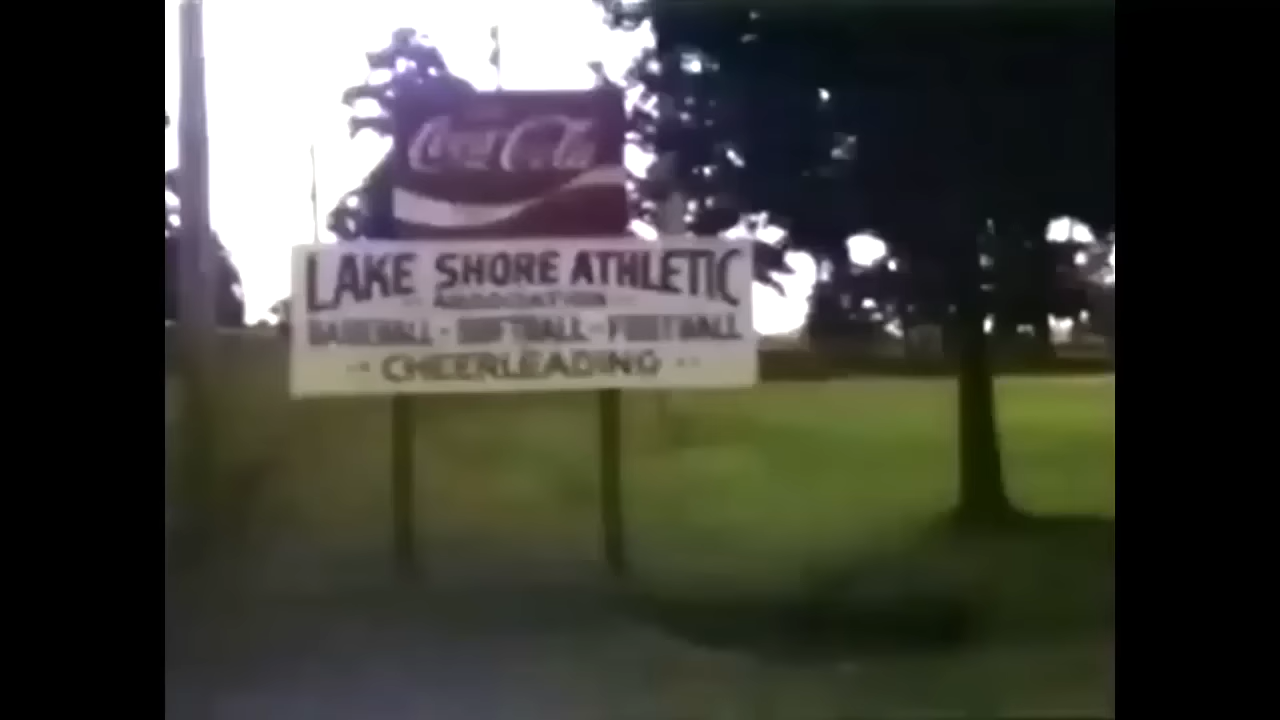 Coca-Cola
LAKE SHORE ATHLETIC
ASSOCIATION
BASEBALL - SOFTBALL - FOOTBALL
-- CHEERLEADING --